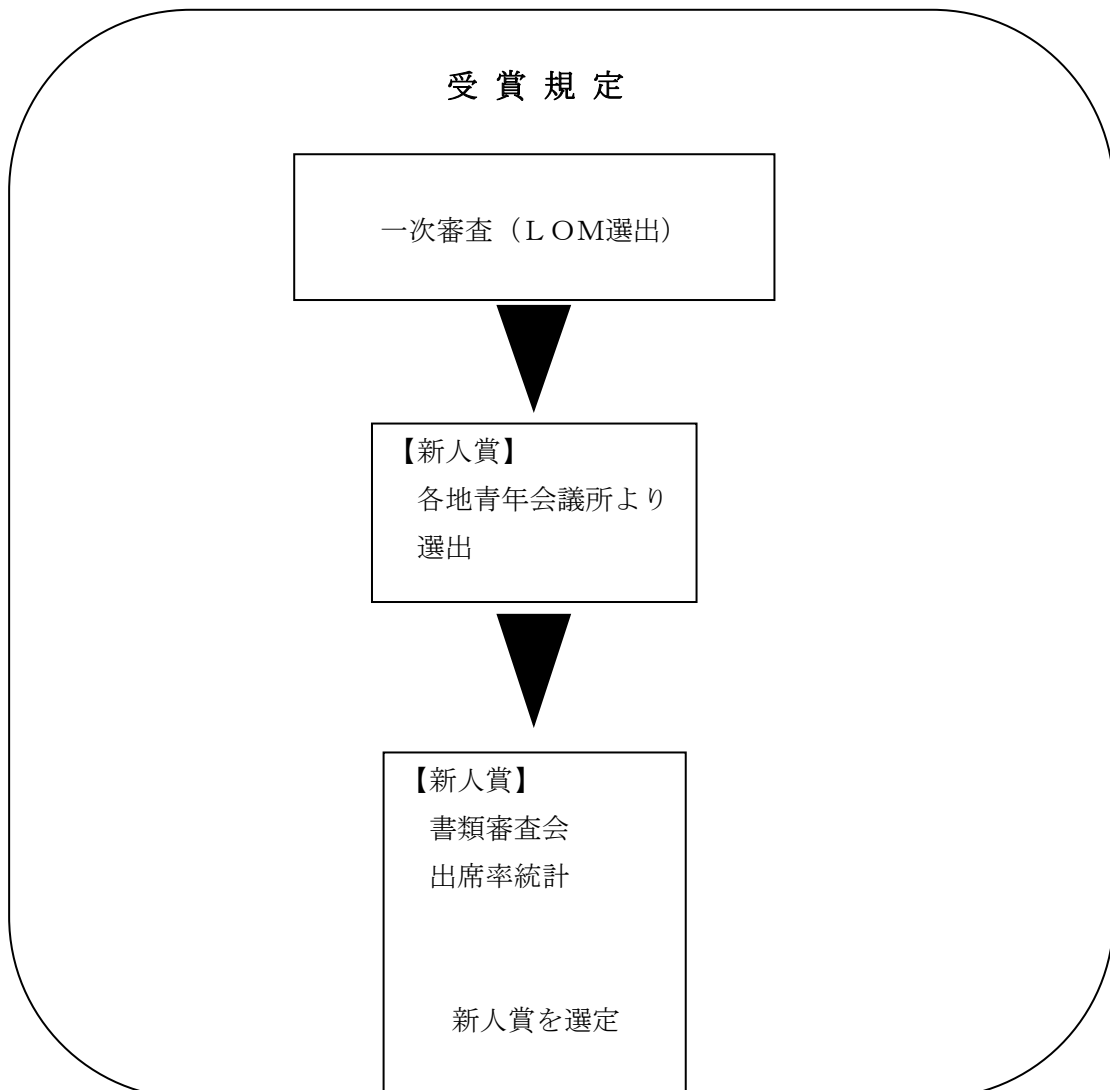 受 賞 規 定
一次審査（ＬＯＭ選出）
【新人賞】
各地青年会議所より
選出
【新人賞】
書類審査会
出席率統計
新人賞を選定